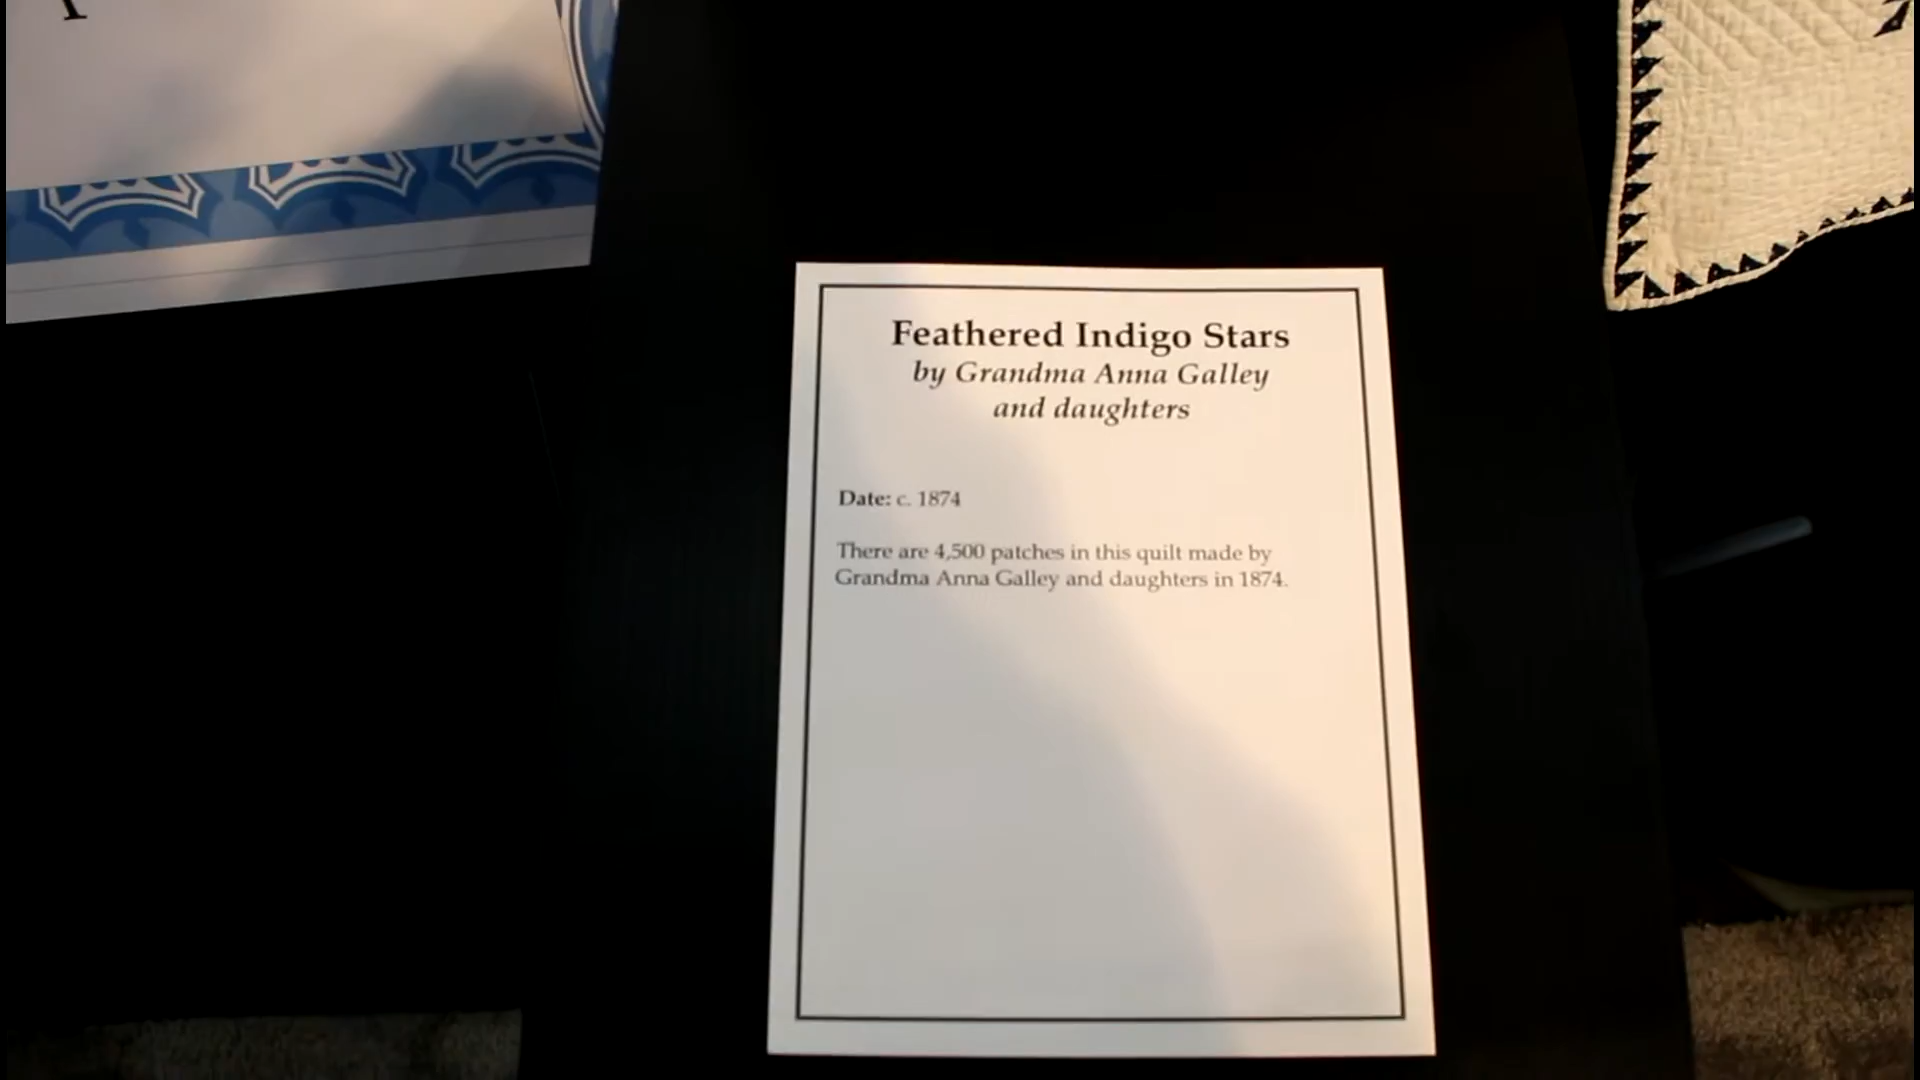 Feathered Indigo Stars
by Grandma Anna Galley
and daughters
Date: c. 1874
There are 4,500 patches in this quilt made by
Grandma Anna Galley and daughters in 1874.